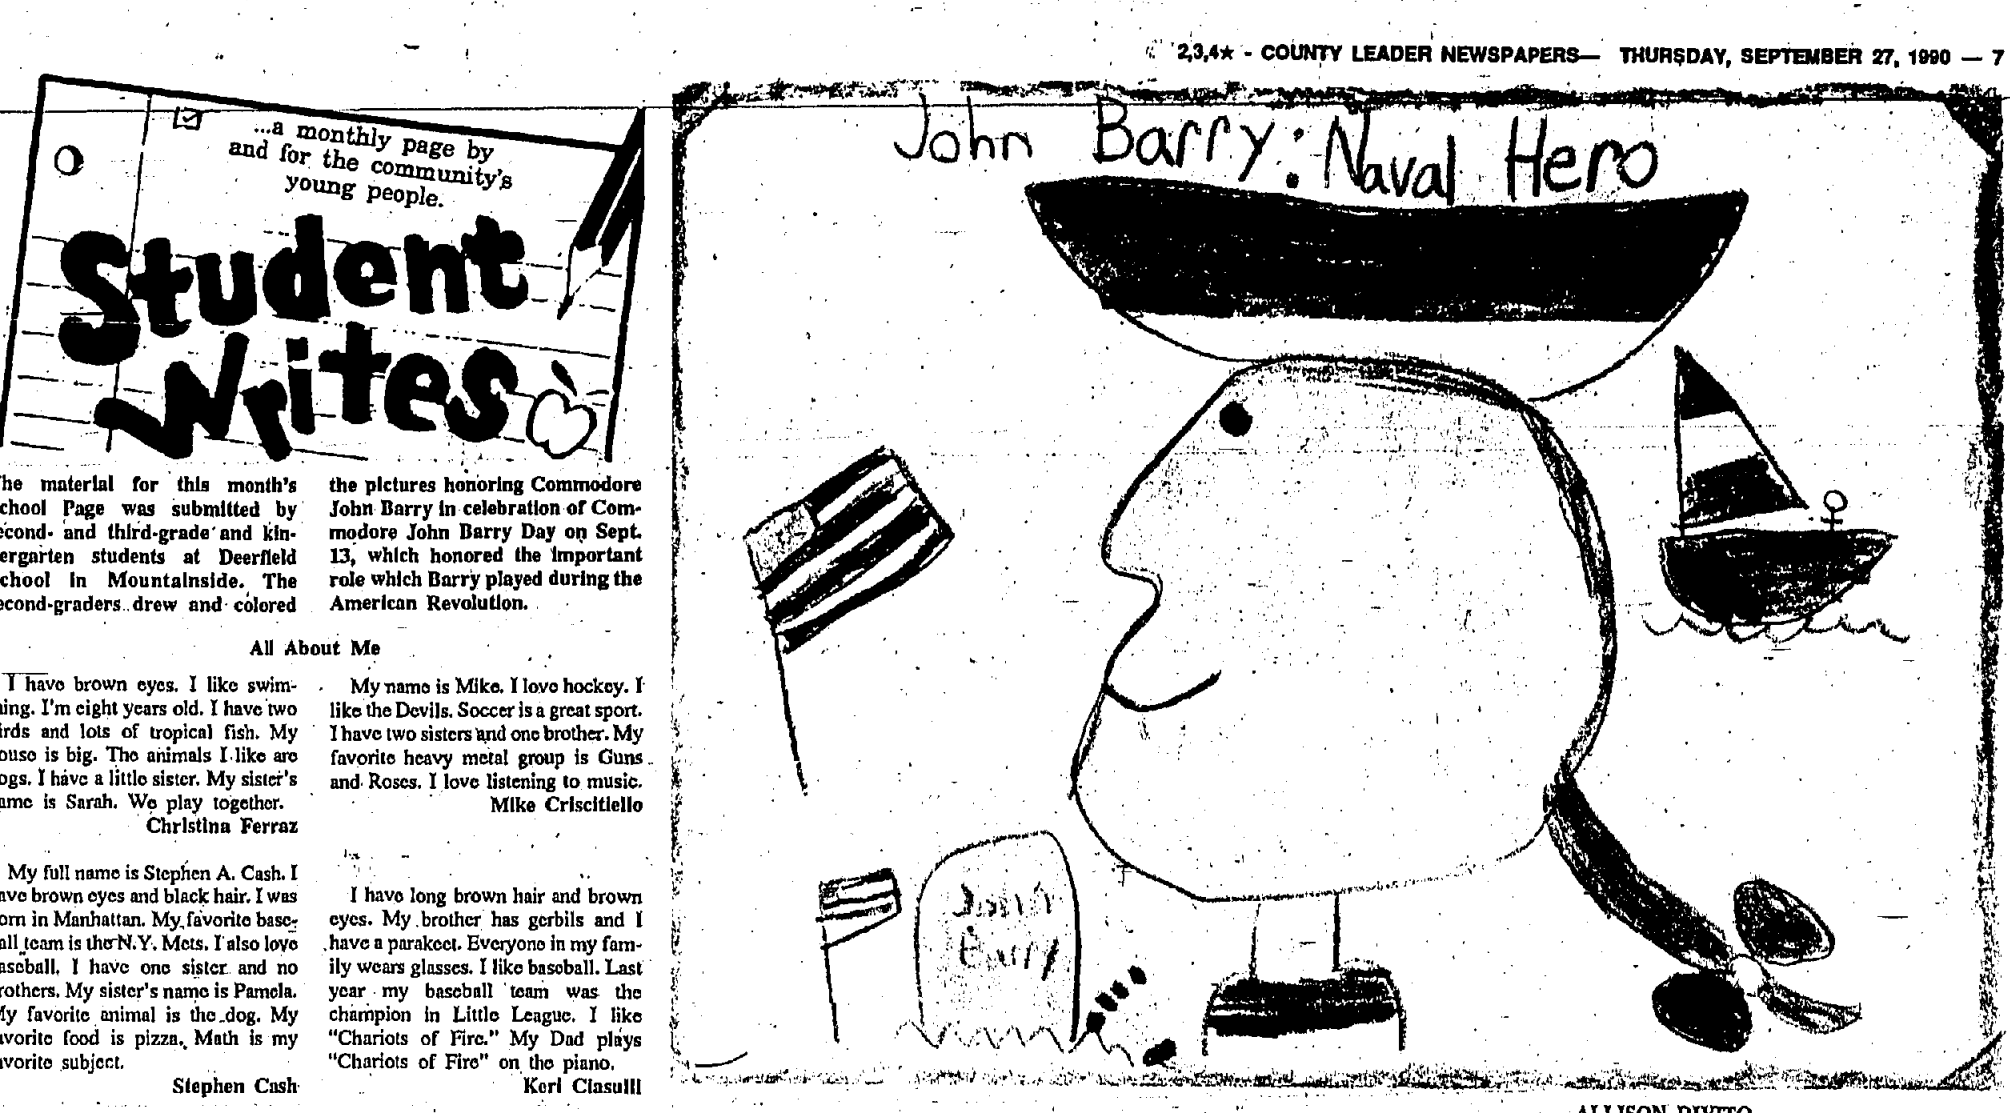 2,3,4★ - COUNTY LEADER NEWSPAPERS— THURSDAY, SEPTEMBER 27, 1990 — 7
...a monthly page by
and for the community's
young people.
Student
Writes
John Barry: Naval Hero
Barry
he material for this month's
chool Page was submitted by
econd- and third-grade and kin-
ergarten students at Deerfield
chool in Mountainside. The
econd-graders drew and colored
the pictures honoring Commodore
John Barry in celebration of Com-
modore John Barry Day on Sept.
13, which honored the important
role which Barry played during the
American Revolution.
All About Me
I have brown eyes. I like swim-
ing. I'm eight years old. I have two
irds and lots of tropical fish. My
ouse is big. The animals I like are
ogs. I have a little sister. My sister's
ame is Sarah. We play together.
Christina Ferraz
My full name is Stephen A. Cash. I
ave brown eyes and black hair. I was
orn in Manhattan. My favorite base-
all team is the N.Y. Mets. I also love
aseball. I have one sister and no
rothers. My sister's name is Pamela.
My favorite animal is the dog. My
avorite food is pizza. Math is my
avorite subject.
Stephen Cash
My name is Mike. I love hockey. I
like the Devils. Soccer is a great sport.
I have two sisters and one brother. My
favorite heavy metal group is Guns
and Roses. I love listening to music.
Mike Criscitiello
I have long brown hair and brown
eyes. My brother has gerbils and I
have a parakeet. Everyone in my fam-
ily wears glasses. I like baseball. Last
year my baseball team was the
champion in Little League. I like
"Chariots of Fire." My Dad plays
"Chariots of Fire" on the piano.
Keri Ciasulli